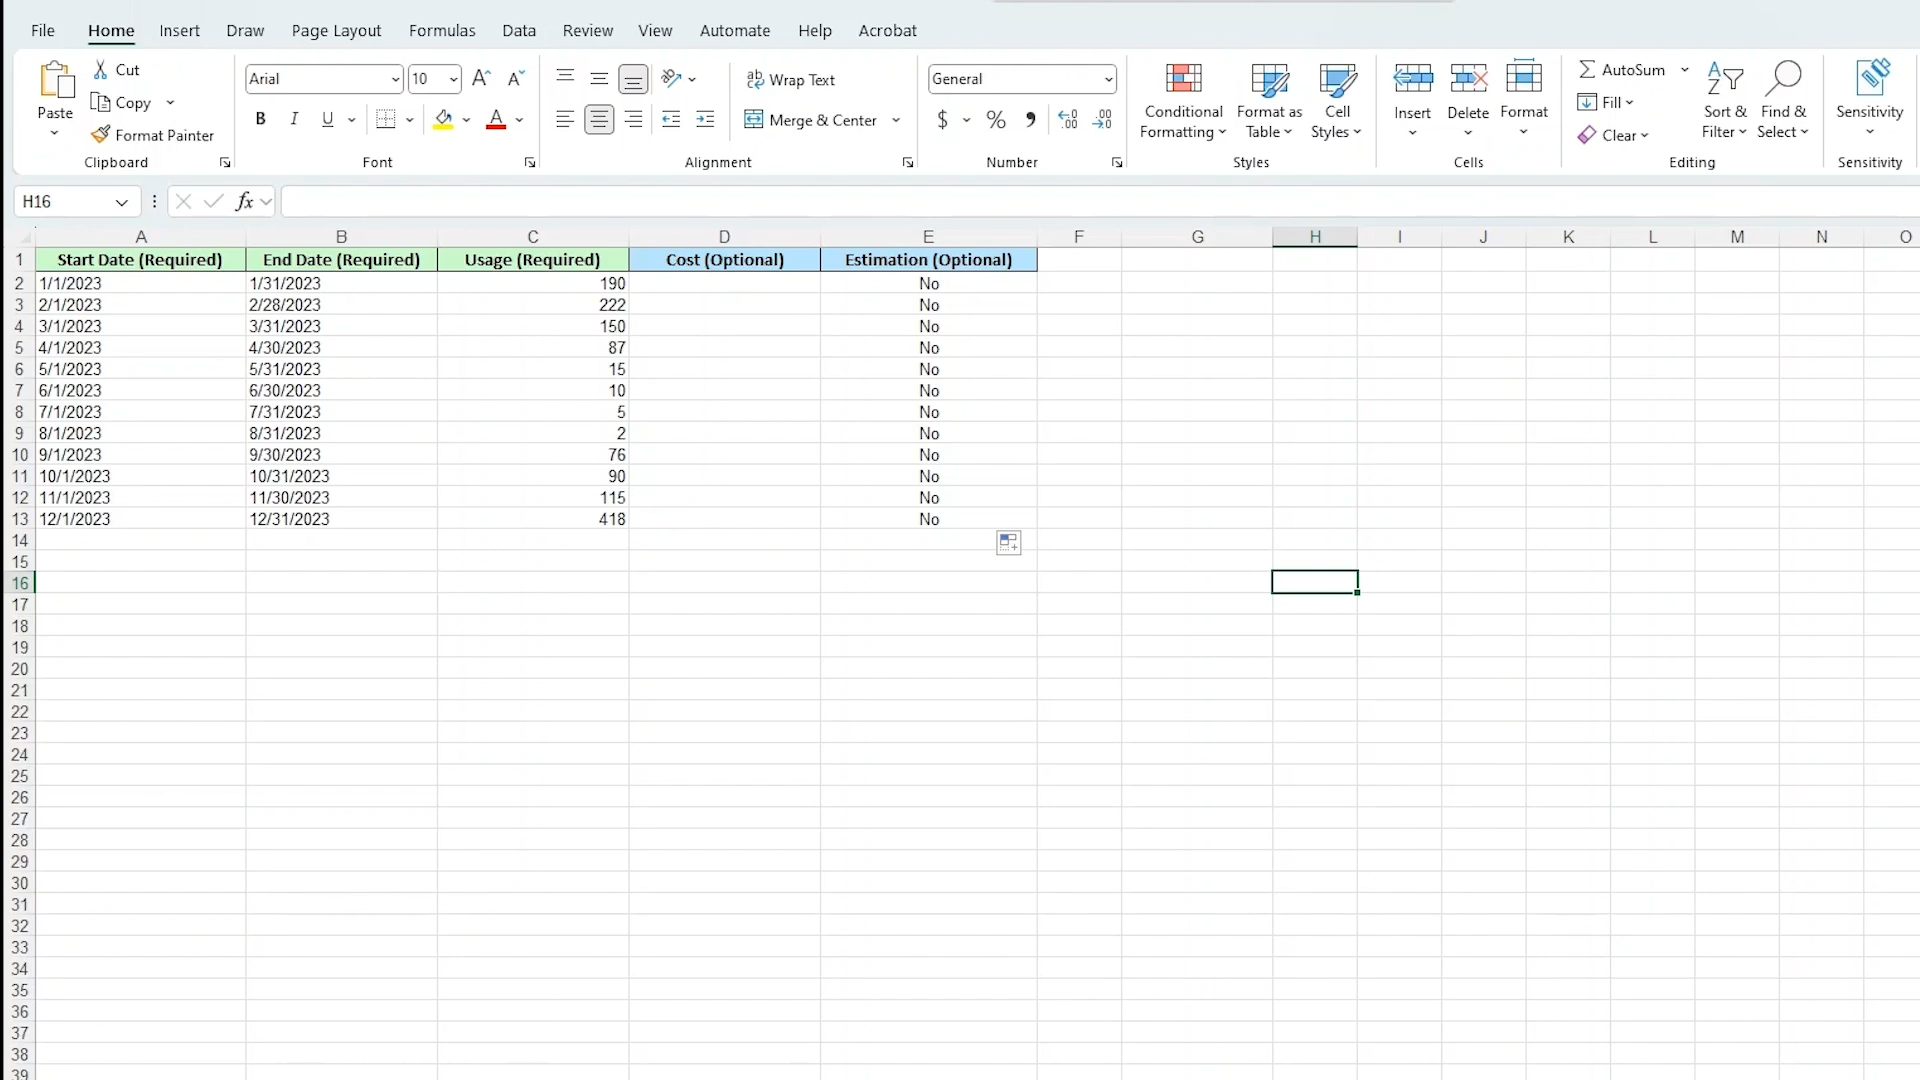 File Home Insert Draw Page Layout Formulas Data Review View Automate Help Acrobat
Paste Cut Copy Format Painter Clipboard
Arial 10 A A B I U A Font
ab Wrap Text Merge & Center Alignment
General $ % 9 .00 .00 Number
Conditional Formatting Format as Table Cell Styles Styles
Insert Delete Format Cells
AutoSum Fill Clear Sort & Filter Find & Select Editing
Sensitivity Sensitivity
H16 fx
A B C D E F G H I J K L M N O
1 Start Date (Required) End Date (Required) Usage (Required) Cost (Optional) Estimation (Optional)
2 1/1/2023 1/31/2023 190 No
3 2/1/2023 2/28/2023 222 No
4 3/1/2023 3/31/2023 150 No
5 4/1/2023 4/30/2023 87 No
6 5/1/2023 5/31/2023 15 No
7 6/1/2023 6/30/2023 10 No
8 7/1/2023 7/31/2023 5 No
9 8/1/2023 8/31/2023 2 No
10 9/1/2023 9/30/2023 76 No
11 10/1/2023 10/31/2023 90 No
12 11/1/2023 11/30/2023 115 No
13 12/1/2023 12/31/2023 418 No
14
15
16
17
18
19
20
21
22
23
24
25
26
27
28
29
30
31
32
33
34
35
36
37
38
39